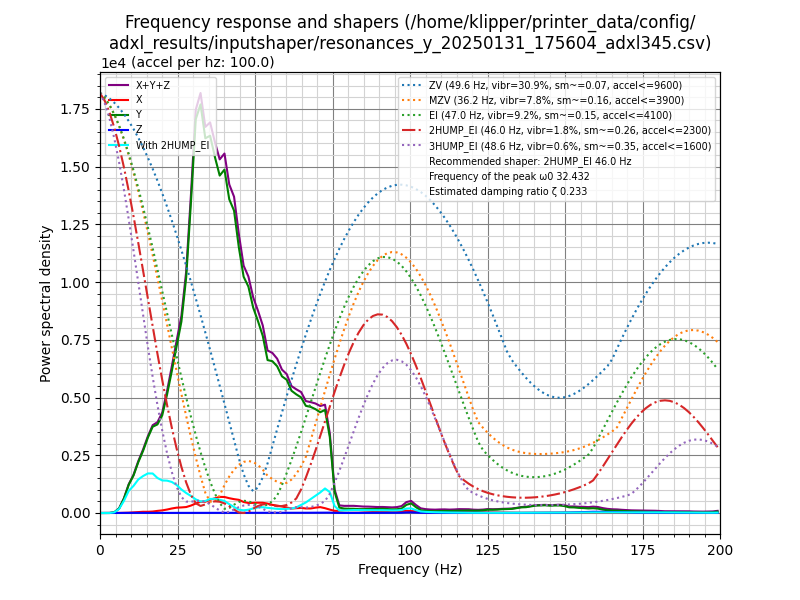 Frequency response and shapers (/home/klipper/printer_data/config/
adxl_results/inputshaper/resonances_y_20250131_175604_adxl345.csv)
1e4 (accel per hz: 100.0)
X+Y+Z
X
Y
Z
With 2HUMP_EI
ZV (49.6 Hz, vibr=30.9%, sm~=0.07, accel<=9600)
MZV (36.2 Hz, vibr=7.8%, sm~=0.16, accel<=3900)
EI (47.0 Hz, vibr=9.2%, sm~=0.15, accel<=4100)
2HUMP_EI (46.0 Hz, vibr=1.8%, sm~=0.26, accel<=2300)
3HUMP_EI (48.6 Hz, vibr=0.6%, sm~=0.35, accel<=1600)
Recommended shaper: 2HUMP_EI 46.0 Hz
Frequency of the peak ω0 32.432
Estimated damping ratio ζ 0.233
Power spectral density
1.75
1.50
1.25
1.00
0.75
0.50
0.25
0.00
0 25 50 75 100 125 150 175 200
Frequency (Hz)